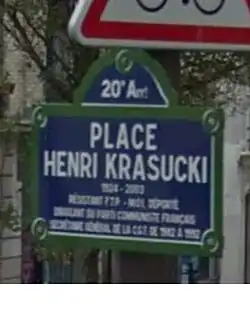 20e Arrt
PLACE
HENRI KRASUCKI
1924 - 2003
RÉSISTANT F.T.P. - M.O.I., DÉPORTÉ
DIRIGEANT DU PARTI COMMUNISTE FRANÇAIS
SECRÉTAIRE GÉNÉRAL DE LA C.G.T. DE 1982 À 1992